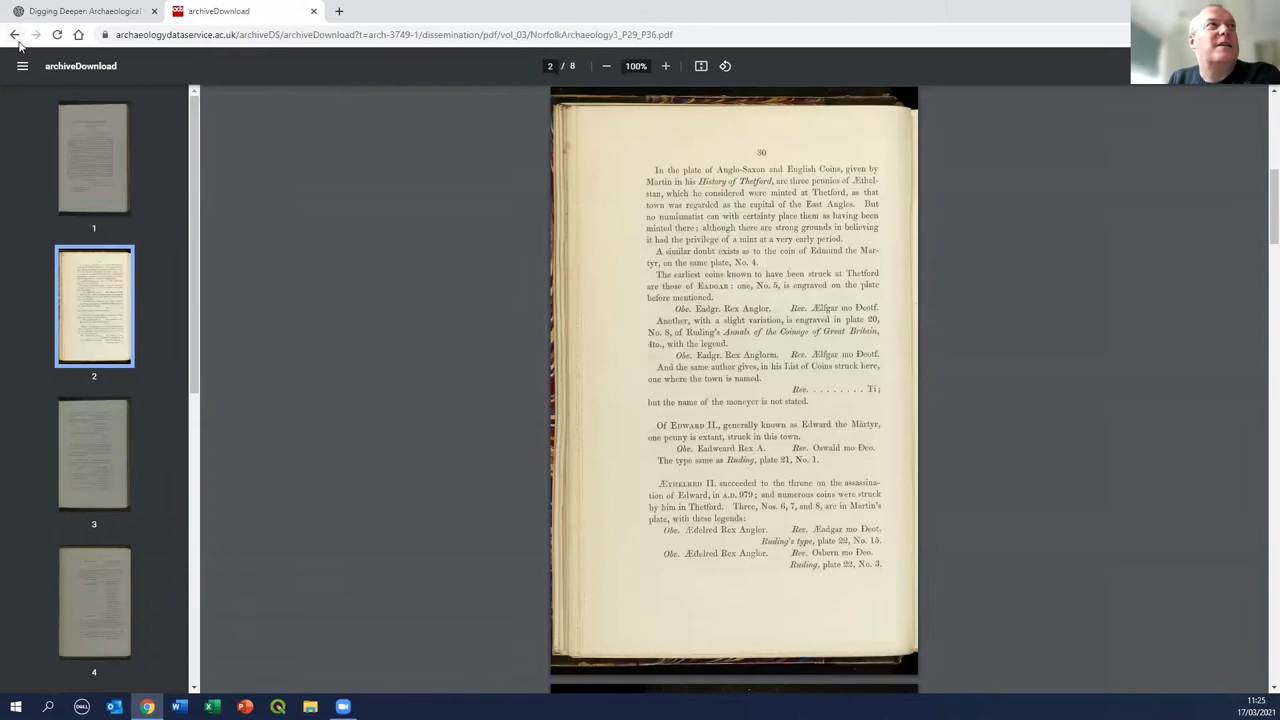 Digging Deeper: Archaeological
archiveDownload
archaeologydataservice.ac.uk/archiveDS/archiveDownload?t=arch-3749-1/dissemination/pdf/vol_03/NorfolkArchaeology3_P29_P36.pdf
archiveDownload
2 / 8
100%
1
2
3
4
30
In the plate of Anglo-Saxon and English Coins, given by
Martin in his History of Thetford, are three pennies of Æthel-
stan, which he considered were minted at Thetford, as that
town was regarded as the capital of the East Angles. But
no numismatist can with certainty place them as having been
minted there; although there are strong grounds in believing
it had the privilege of a mint at a very early period.
A similar doubt exists as to the coin of Edmund the Mar-
tyr, on the same plate, No. 4.
The earliest coins known to have been struck at Thetford
are those of EADGAR: one, No. 5, is engraved on the plate
before mentioned.
Obv. Eadgr. Rex Anglor. Rev. Ælfgar mo Ðeotf.
Another, with a slight variation, is engraved in plate 20,
No. 8, of Ruding's Annals of the Coinage of Great Britain,
4to., with the legend.
Obv. Eadgr. Rex Anglorm. Rev. Ælfgar mo Ðeotf.
And the same author gives, in his List of Coins struck here,
one where the town is named.
Rev. . . . . . . . . Ti;
but the name of the moneyer is not stated.
Of EDWARD II., generally known as Edward the Martyr,
one penny is extant, struck in this town.
Obv. Eadweard Rex A. Rev. Oswald mo Ðeo.
The type same as Ruding, plate 21, No. 1.
ÆTHELRED II. succeeded to the throne on the assassina-
tion of Edward, in A.D. 979; and numerous coins were struck
by him in Thetford. Three, Nos. 6, 7, and 8, are in Martin's
plate, with these legends:
Obv. Æðelred Rex Angler. Rev. Æadgar mo Ðeot.
Ruding's type, plate 22, No. 15.
Obv. Æðelred Rex Anglor. Rev. Osbern mo Ðeo.
Ruding, plate 22, No. 3.
DELL
11:25
17/03/2021